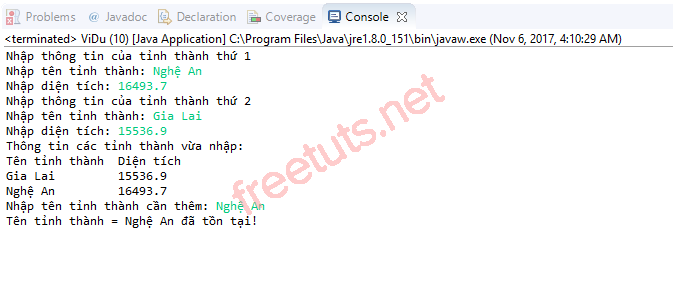 Problems @ Javadoc Declaration Coverage Console
<terminated> ViDu (10) [Java Application] C:\Program Files\Java\jre1.8.0_151\bin\javaw.exe (Nov 6, 2017, 4:10:29 AM)
Nhập thông tin của tỉnh thành thứ 1
Nhập tên tỉnh thành: Nghệ An
Nhập diện tích: 16493.7
Nhập thông tin của tỉnh thành thứ 2
Nhập tên tỉnh thành: Gia Lai
Nhập diện tích: 15536.9
Thông tin các tỉnh thành vừa nhập:
Tên tỉnh thành Diện tích
Gia Lai 15536.9
Nghệ An 16493.7
Nhập tên tỉnh thành cần thêm: Nghệ An
Tên tỉnh thành = Nghệ An đã tồn tại!
freetuts.net